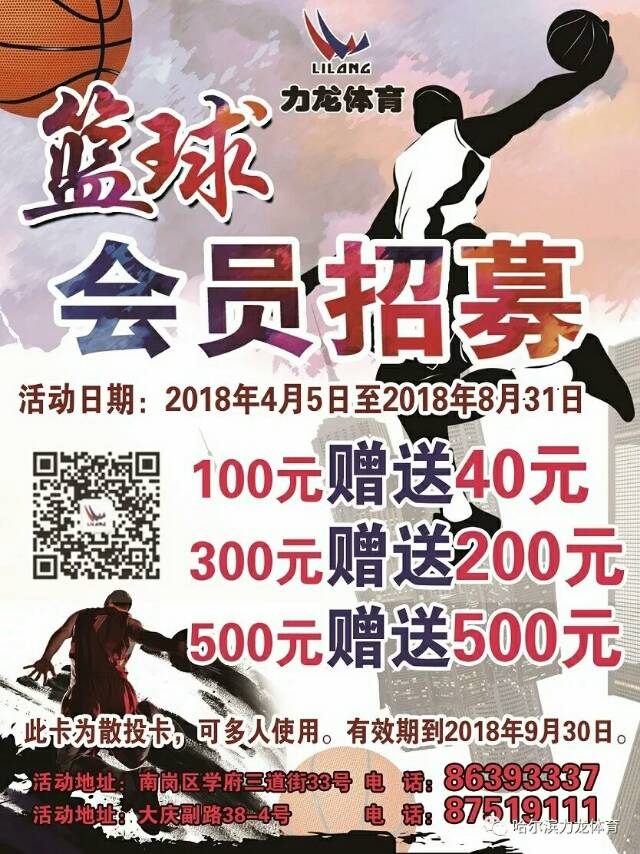 LILONG
力龙体育
篮球
会员招募
活动日期：2018年4月5日至2018年8月31日
100元赠送40元
300元赠送200元
500元赠送500元
此卡为散投卡，可多人使用。有效期到2018年9月30日。
活动地址：南岗区学府三道街33号 电 话：86393337
活动地址：大庆副路38-4号 电 话：87519111
哈尔滨力龙体育